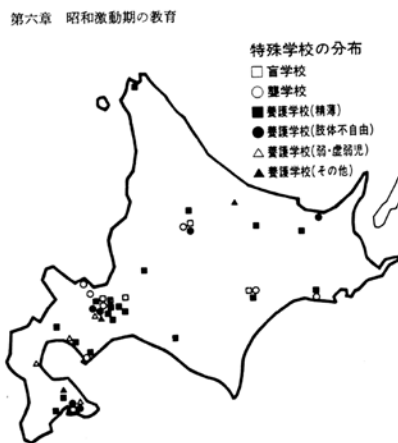 第六章 昭和激動期の教育
特殊学校の分布
□ 盲学校
○ 聾学校
■ 養護学校(精薄)
● 養護学校(肢体不自由)
△ 養護学校(弱・虚弱児)
▲ 養護学校(その他)